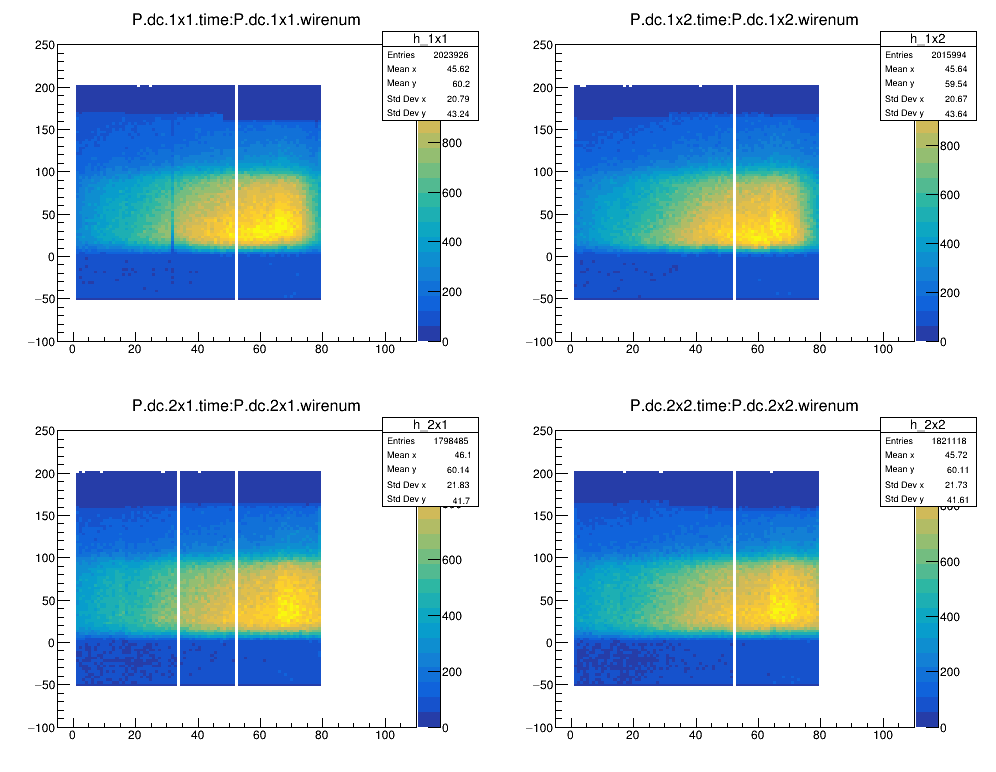 P.dc.1x1.time:P.dc.1x1.wirenum
h_1x1
Entries 2023926
Mean x 45.62
Mean y 60.2
Std Dev x 20.79
Std Dev y 43.24
250
200
150
100
50
0
−50
−100
0 20 40 60 80 100
800
600
400
200
0
P.dc.1x2.time:P.dc.1x2.wirenum
h_1x2
Entries 2015994
Mean x 45.64
Mean y 59.54
Std Dev x 20.67
Std Dev y 43.64
250
200
150
100
50
0
−50
−100
0 20 40 60 80 100
800
600
400
200
0
P.dc.2x1.time:P.dc.2x1.wirenum
h_2x1
Entries 1798485
Mean x 46.1
Mean y 60.14
Std Dev x 21.83
Std Dev y 41.7
250
200
150
100
50
0
−50
−100
0 20 40 60 80 100
600
400
200
0
P.dc.2x2.time:P.dc.2x2.wirenum
h_2x2
Entries 1821118
Mean x 45.72
Mean y 60.11
Std Dev x 21.73
Std Dev y 41.61
250
200
150
100
50
0
−50
−100
0 20 40 60 80 100
800
600
400
200
0